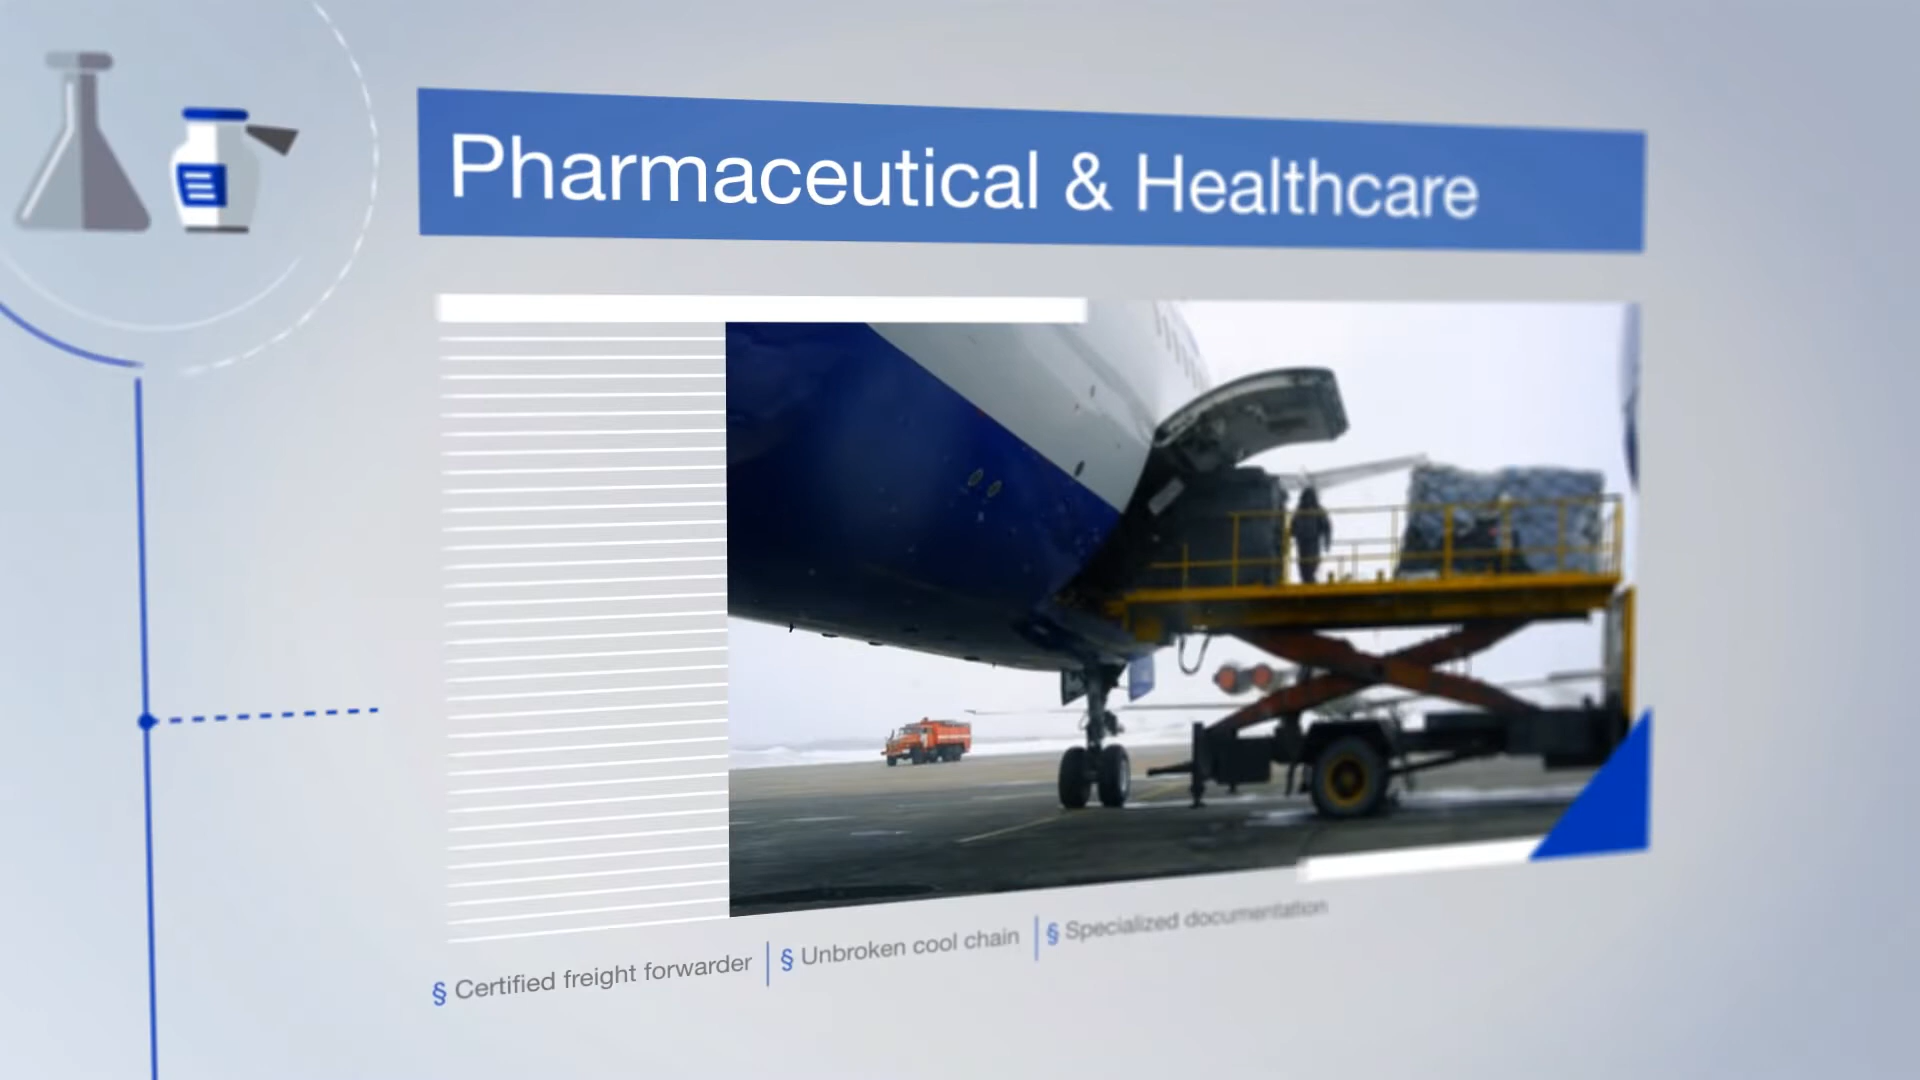 Pharmaceutical & Healthcare
§ Certified freight forwarder § Unbroken cool chain § Specialized documentation